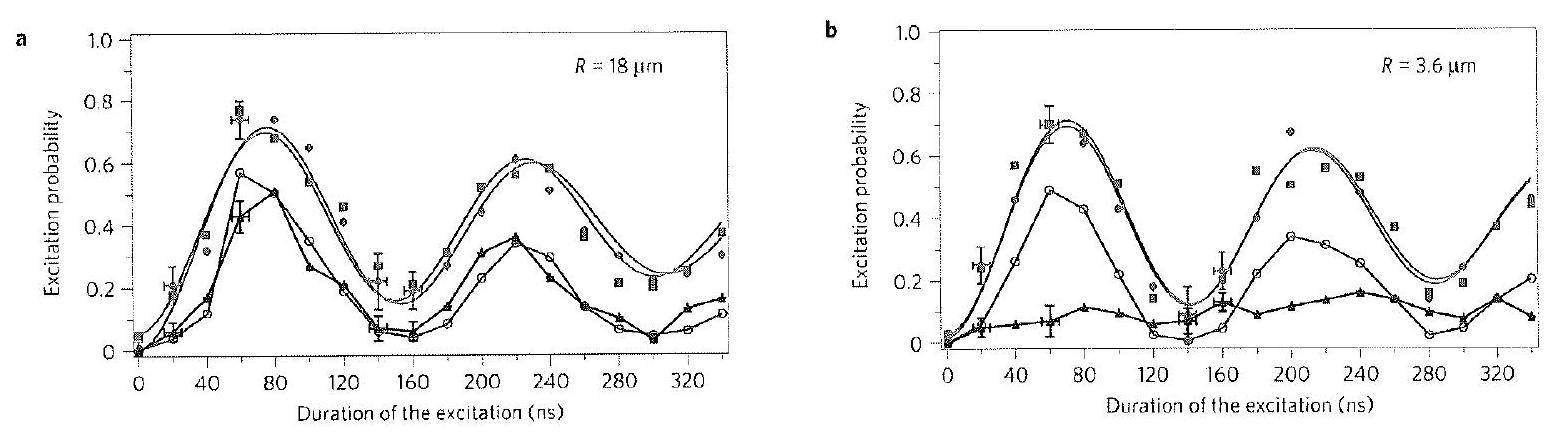 a
R = 18 μm
1.0
0.8
0.6
0.4
0.2
0
Excitation probability
0 40 80 120 160 200 240 280 320
Duration of the excitation (ns)
b
R = 3.6 μm
1.0
0.8
0.6
0.4
0.2
0
Excitation probability
0 40 80 120 160 200 240 280 320
Duration of the excitation (ns)